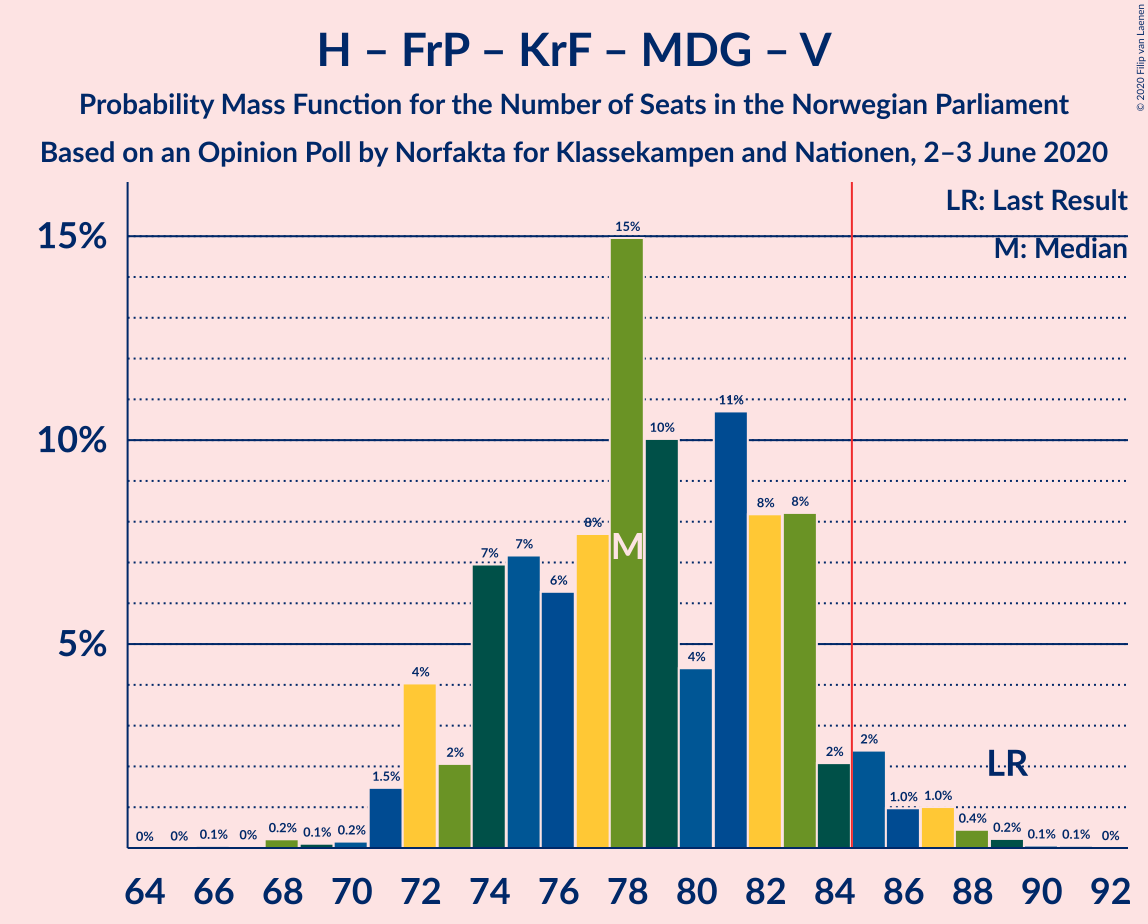 H – FrP – KrF – MDG – V
Probability Mass Function for the Number of Seats in the Norwegian Parliament
Based on an Opinion Poll by Norfakta for Klassekampen and Nationen, 2–3 June 2020
© 2020 Filip van Laenen
LR: Last Result
M: Median
15%
10%
5%
0% 0% 0.1% 0% 0.2% 0.1% 0.2% 1.5% 4% 2% 7% 7% 6% 8% 15% 10% 4% 11% 8% 8% 2% 2% 1.0% 1.0% 0.4% 0.2% 0.1% 0.1% 0%
M
LR
64 66 68 70 72 74 76 78 80 82 84 86 88 90 92